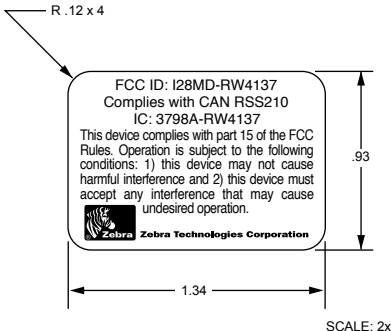 R .12 x 4
FCC ID: I28MD-RW4137
Complies with CAN RSS210
IC: 3798A-RW4137
This device complies with part 15 of the FCC
Rules. Operation is subject to the following
conditions: 1) this device may not cause
harmful interference and 2) this device must
accept any interference that may cause
undesired operation.
Zebra
Zebra Technologies Corporation
.93
1.34
SCALE: 2x